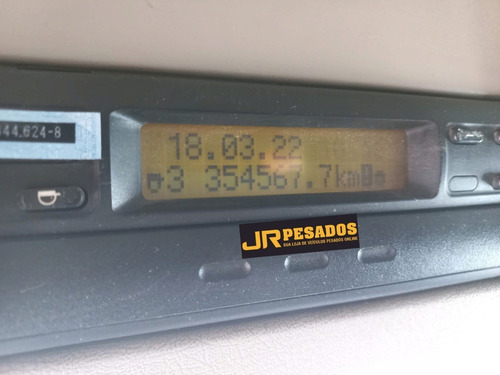 444.624-8
18.03.22
3 354567.7km
JR PESADOS
SUA LOJA DE VEÍCULOS PESADOS ONLINE